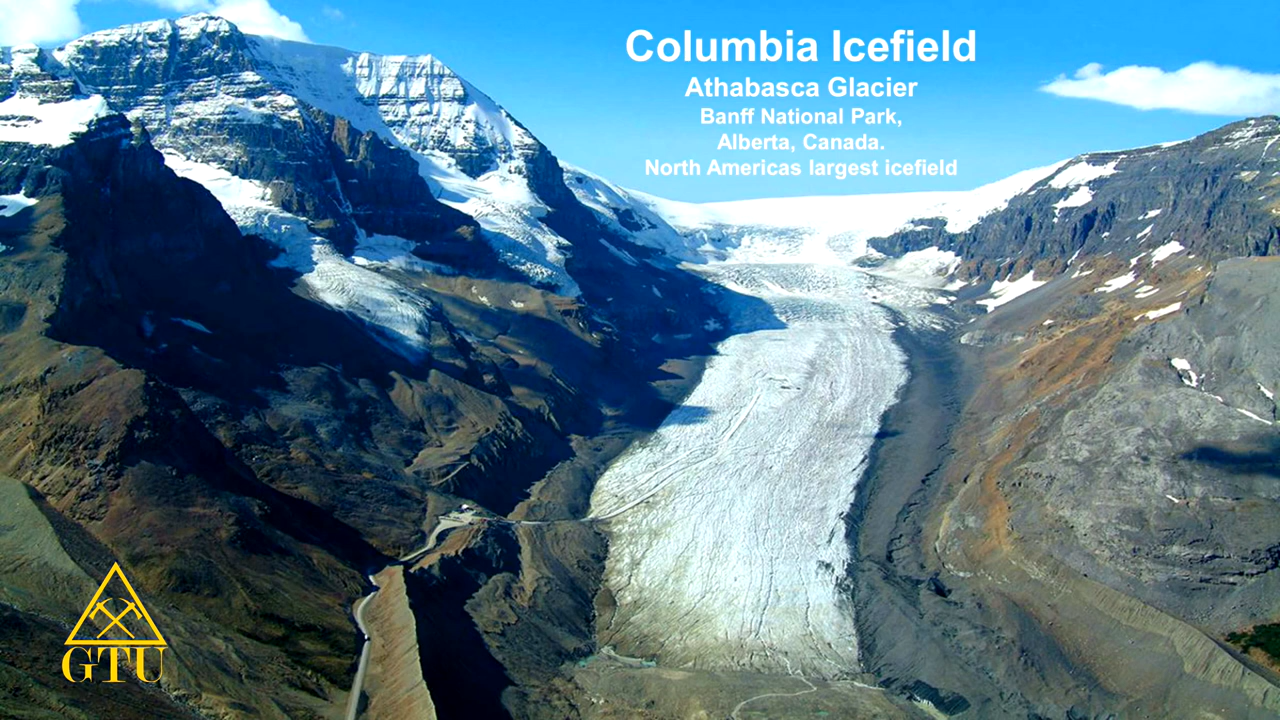 Columbia Icefield
Athabasca Glacier
Banff National Park,
Alberta, Canada.
North Americas largest icefield
GTU